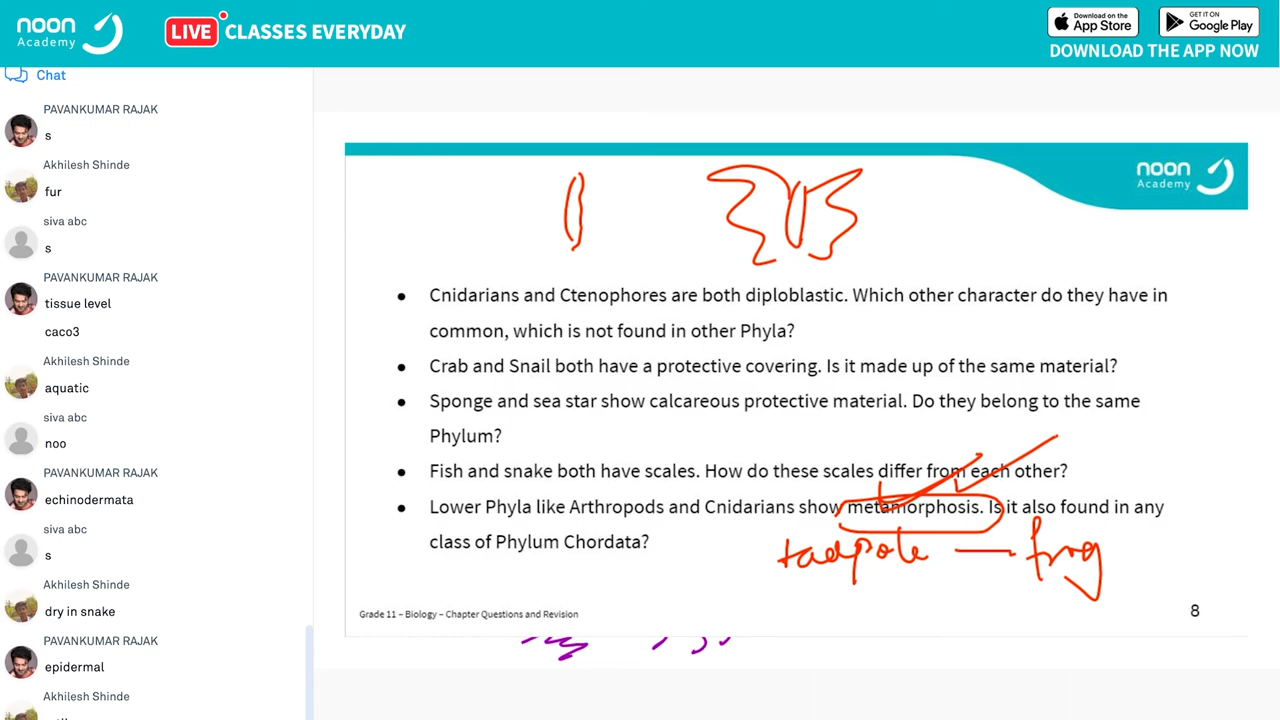 noon
Academy
LIVE CLASSES EVERYDAY
Download on the
App Store
GET IT ON
Google Play
DOWNLOAD THE APP NOW
Chat
PAVANKUMAR RAJAK
s
Akhilesh Shinde
fur
siva abc
s
PAVANKUMAR RAJAK
tissue level
caco3
Akhilesh Shinde
aquatic
siva abc
noo
PAVANKUMAR RAJAK
echinodermata
siva abc
s
Akhilesh Shinde
dry in snake
PAVANKUMAR RAJAK
epidermal
Akhilesh Shinde
noon
Academy
• Cnidarians and Ctenophores are both diploblastic. Which other character do they have in
common, which is not found in other Phyla?
• Crab and Snail both have a protective covering. Is it made up of the same material?
• Sponge and sea star show calcareous protective material. Do they belong to the same
Phylum?
• Fish and snake both have scales. How do these scales differ from each other?
• Lower Phyla like Arthropods and Cnidarians show metamorphosis. Is it also found in any
class of Phylum Chordata?
tadpole — frog
Grade 11 – Biology – Chapter Questions and Revision
8